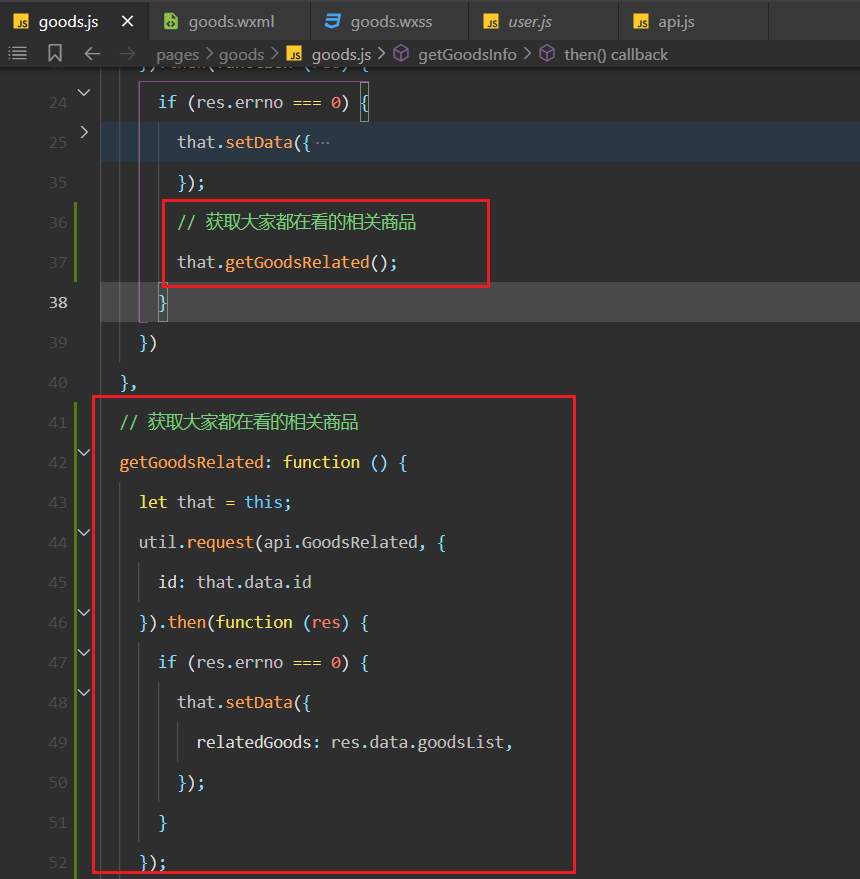 JS goods.js × goods.wxml goods.wxss JS user.js JS api.js
pages > goods > JS goods.js > getGoodsInfo > then() callback
}).then(function (res) {
24 if (res.errno === 0) {
25 that.setData({ ···
35 });
36 // 获取大家都在看的相关商品
37 that.getGoodsRelated();
38 }
39 })
40 },
41 // 获取大家都在看的相关商品
42 getGoodsRelated: function () {
43 let that = this;
44 util.request(api.GoodsRelated, {
45 id: that.data.id
46 }).then(function (res) {
47 if (res.errno === 0) {
48 that.setData({
49 relatedGoods: res.data.goodsList,
50 });
51 }
52 });